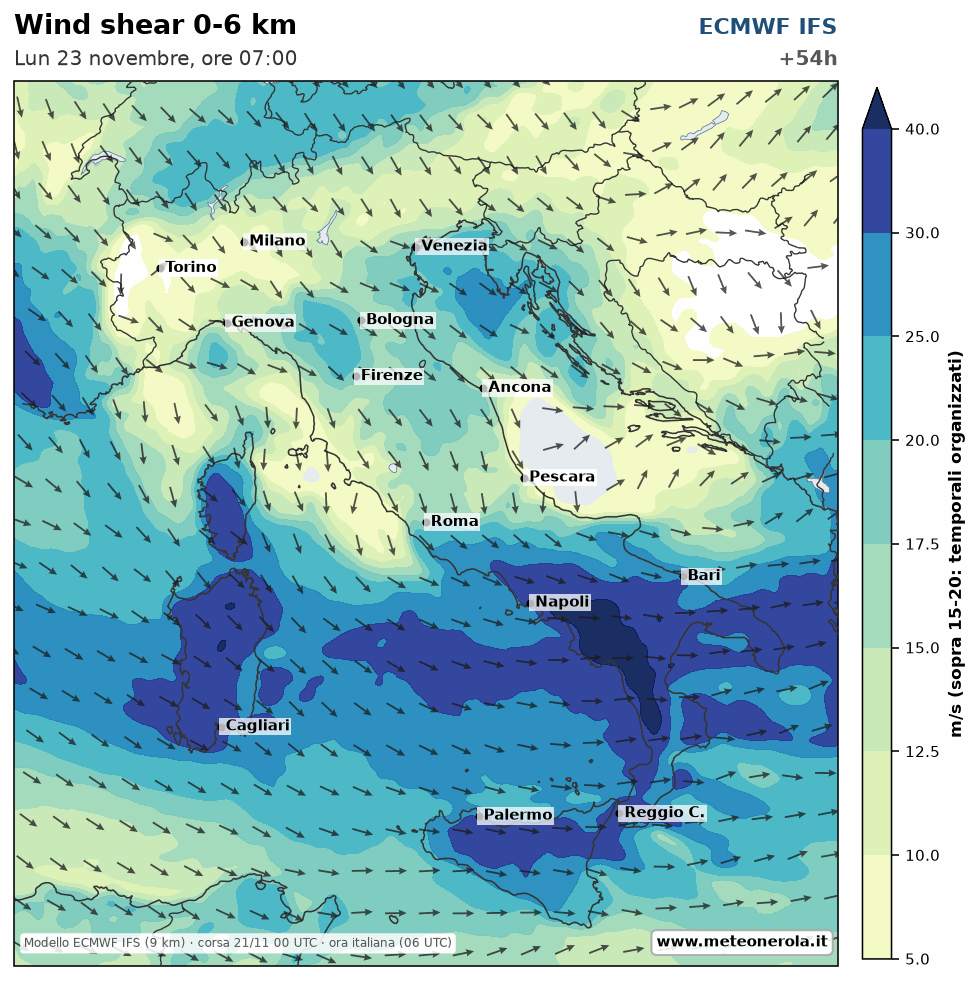 Wind shear 0-6 km
ECMWF IFS
Lun 23 novembre, ore 07:00
+54h
Milano
Venezia
Torino
Genova
Bologna
Firenze
Ancona
Pescara
Roma
Bari
Napoli
Cagliari
Palermo
Reggio C.
Modello ECMWF IFS (9 km) · corsa 21/11 00 UTC · ora italiana (06 UTC)
www.meteonerola.it
40.0
30.0
25.0
20.0
17.5
15.0
12.5
10.0
5.0
m/s (sopra 15-20: temporali organizzati)